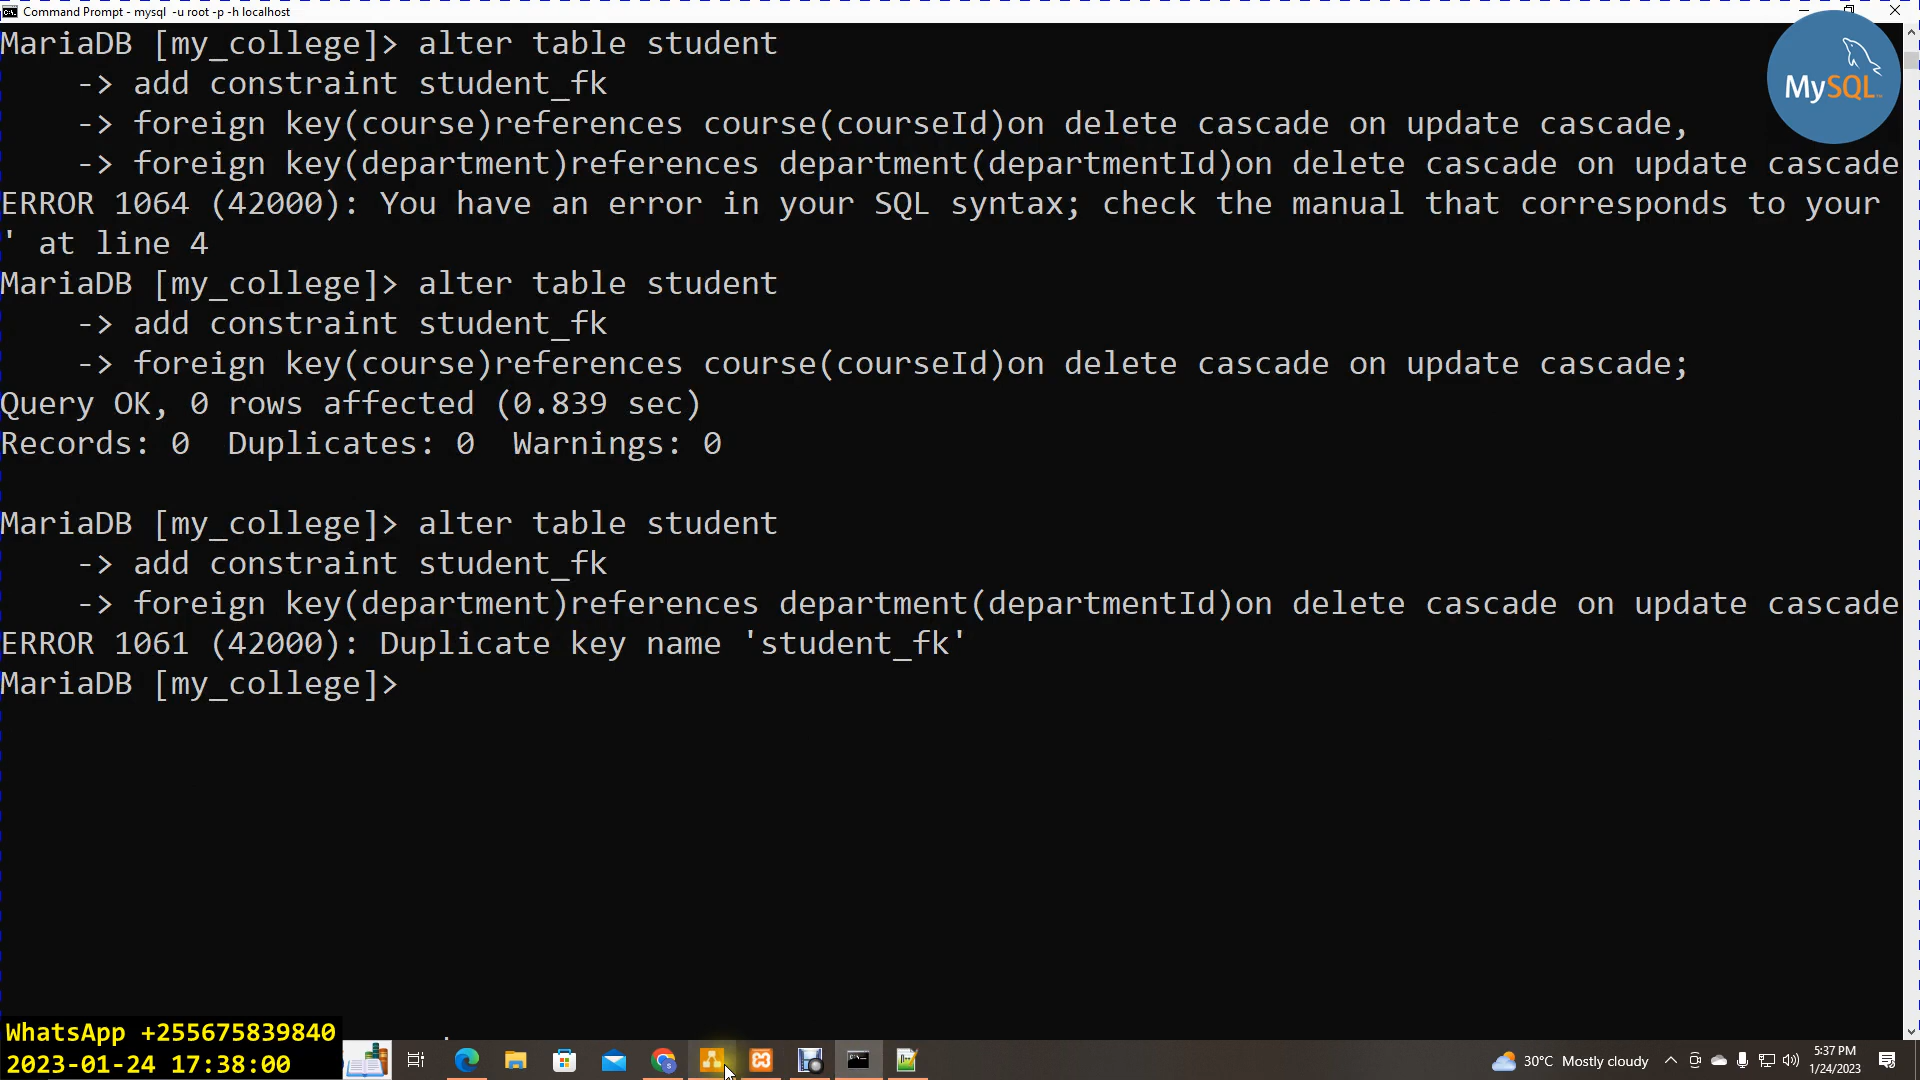 Command Prompt - mysql -u root -p -h localhost
MariaDB [my_college]> alter table student
-> add constraint student_fk
-> foreign key(course)references course(courseId)on delete cascade on update cascade,
-> foreign key(department)references department(departmentId)on delete cascade on update cascade
ERROR 1064 (42000): You have an error in your SQL syntax; check the manual that corresponds to your
' at line 4
MariaDB [my_college]> alter table student
-> add constraint student_fk
-> foreign key(course)references course(courseId)on delete cascade on update cascade;
Query OK, 0 rows affected (0.839 sec)
Records: 0  Duplicates: 0  Warnings: 0
MariaDB [my_college]> alter table student
-> add constraint student_fk
-> foreign key(department)references department(departmentId)on delete cascade on update cascade
ERROR 1061 (42000): Duplicate key name 'student_fk'
MariaDB [my_college]>
MySQL
WhatsApp +255675839840
2023-01-24 17:38:00
30°C Mostly cloudy
5:37 PM
1/24/2023